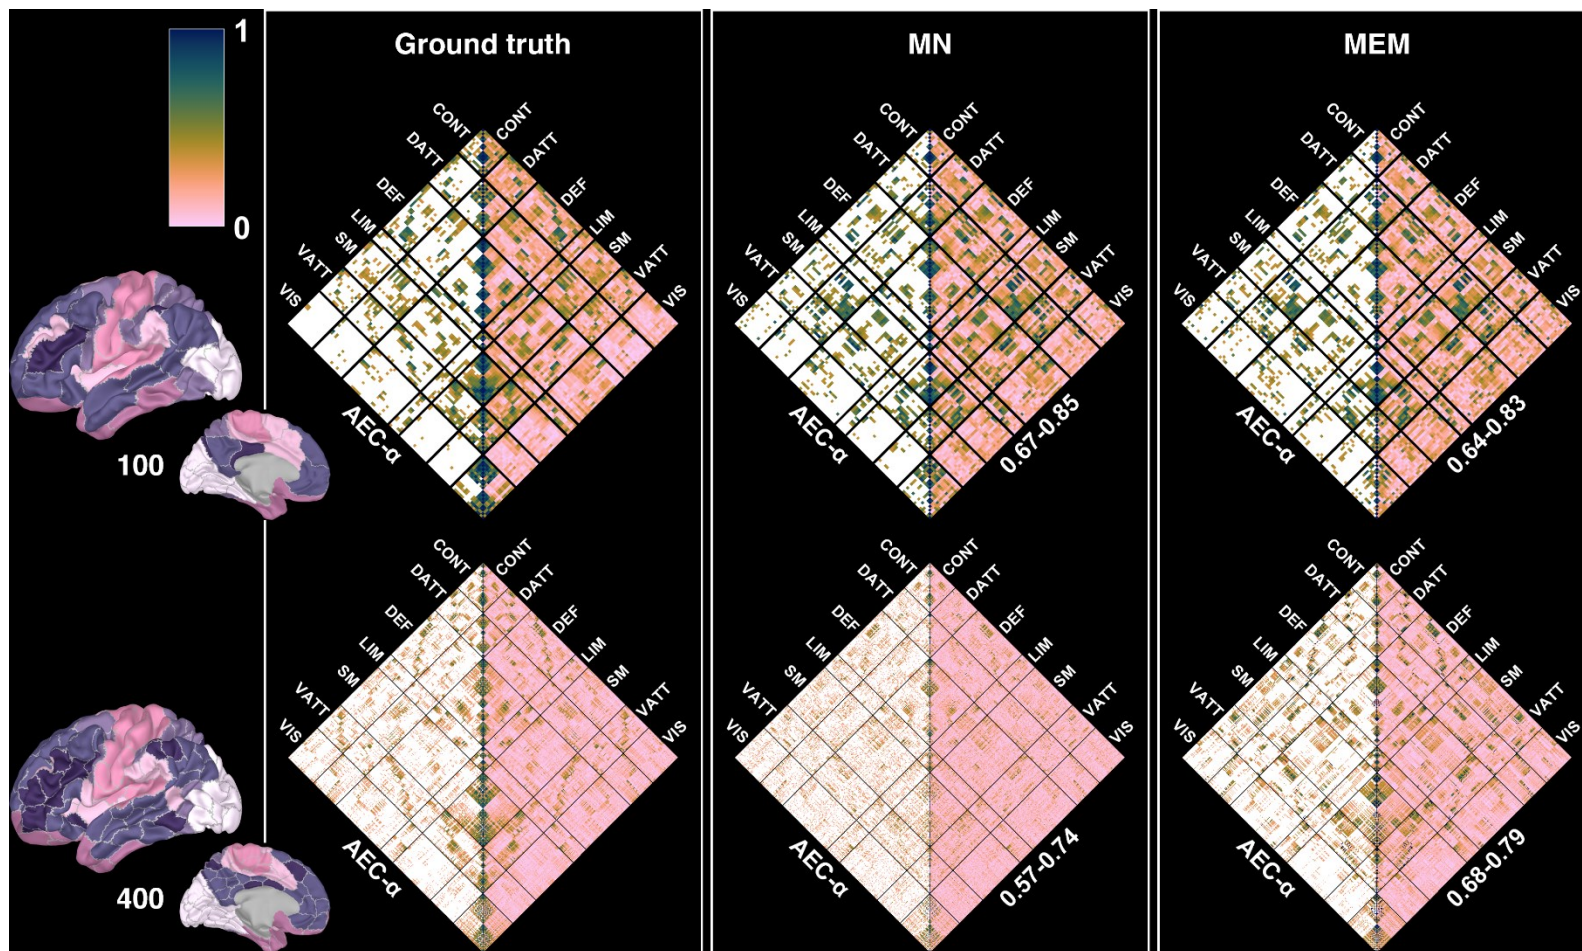 1
0
Ground truth
MN
MEM
CONT CONT
DATT DATT
DEF DEF
LIM LIM
SM SM
VATT VATT
VIS VIS
AEC-α
CONT CONT
DATT DATT
DEF DEF
LIM LIM
SM SM
VATT VATT
VIS VIS
AEC-α
0.67-0.85
CONT CONT
DATT DATT
DEF DEF
LIM LIM
SM SM
VATT VATT
VIS VIS
AEC-α
0.64-0.83
100
CONT CONT
DATT DATT
DEF DEF
LIM LIM
SM SM
VATT VATT
VIS VIS
AEC-α
CONT CONT
DATT DATT
DEF DEF
LIM LIM
SM SM
VATT VATT
VIS VIS
AEC-α
0.57-0.74
CONT CONT
DATT DATT
DEF DEF
LIM LIM
SM SM
VATT VATT
VIS VIS
AEC-α
0.68-0.79
400